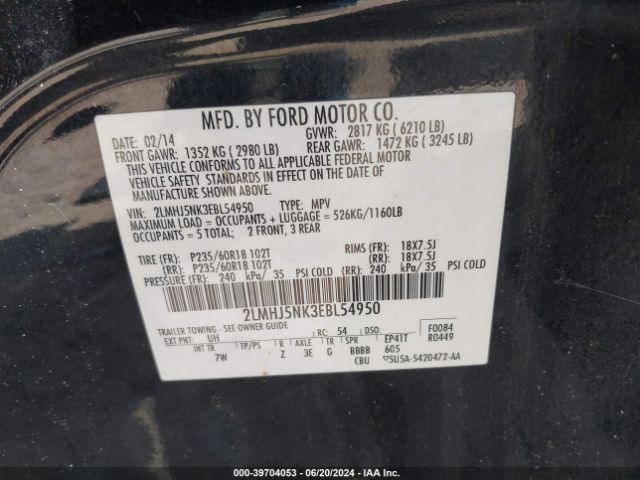 MFD. BY FORD MOTOR CO.
DATE: 02/14 GVWR: 2817 KG ( 6210 LB)
FRONT GAWR: 1352 KG ( 2980 LB) REAR GAWR: 1472 KG ( 3245 LB)
THIS VEHICLE CONFORMS TO ALL APPLICABLE FEDERAL MOTOR
VEHICLE SAFETY STANDARDS IN EFFECT ON THE DATE OF
MANUFACTURE SHOWN ABOVE.
VIN: 2LMHJ5NK3EBL54950 TYPE: MPV
MAXIMUM LOAD = OCCUPANTS + LUGGAGE = 526KG/1160LB
OCCUPANTS = 5 TOTAL; 2 FRONT, 3 REAR
TIRE (FR): P235/60R18 102T RIMS (FR): 18X7.5J
(RR): P235/60R18 102T (RR): 18X7.5J
PRESSURE (FR): 240 kPa/ 35 PSI COLD (RR): 240 kPa/ 35 PSI COLD
2LMHJ5NK3EBL54950
TRAILER TOWING - SEE OWNER GUIDE
EXT PNT: UH RC: 54 DSO: F0084
INT TR TP/PS R AXLE TR SPR EP41T R0449
7W Z 3E G BBBB 605
CBU 5U5A-5420472-AA
000-39704053 - 06/20/2024 - IAA Inc.